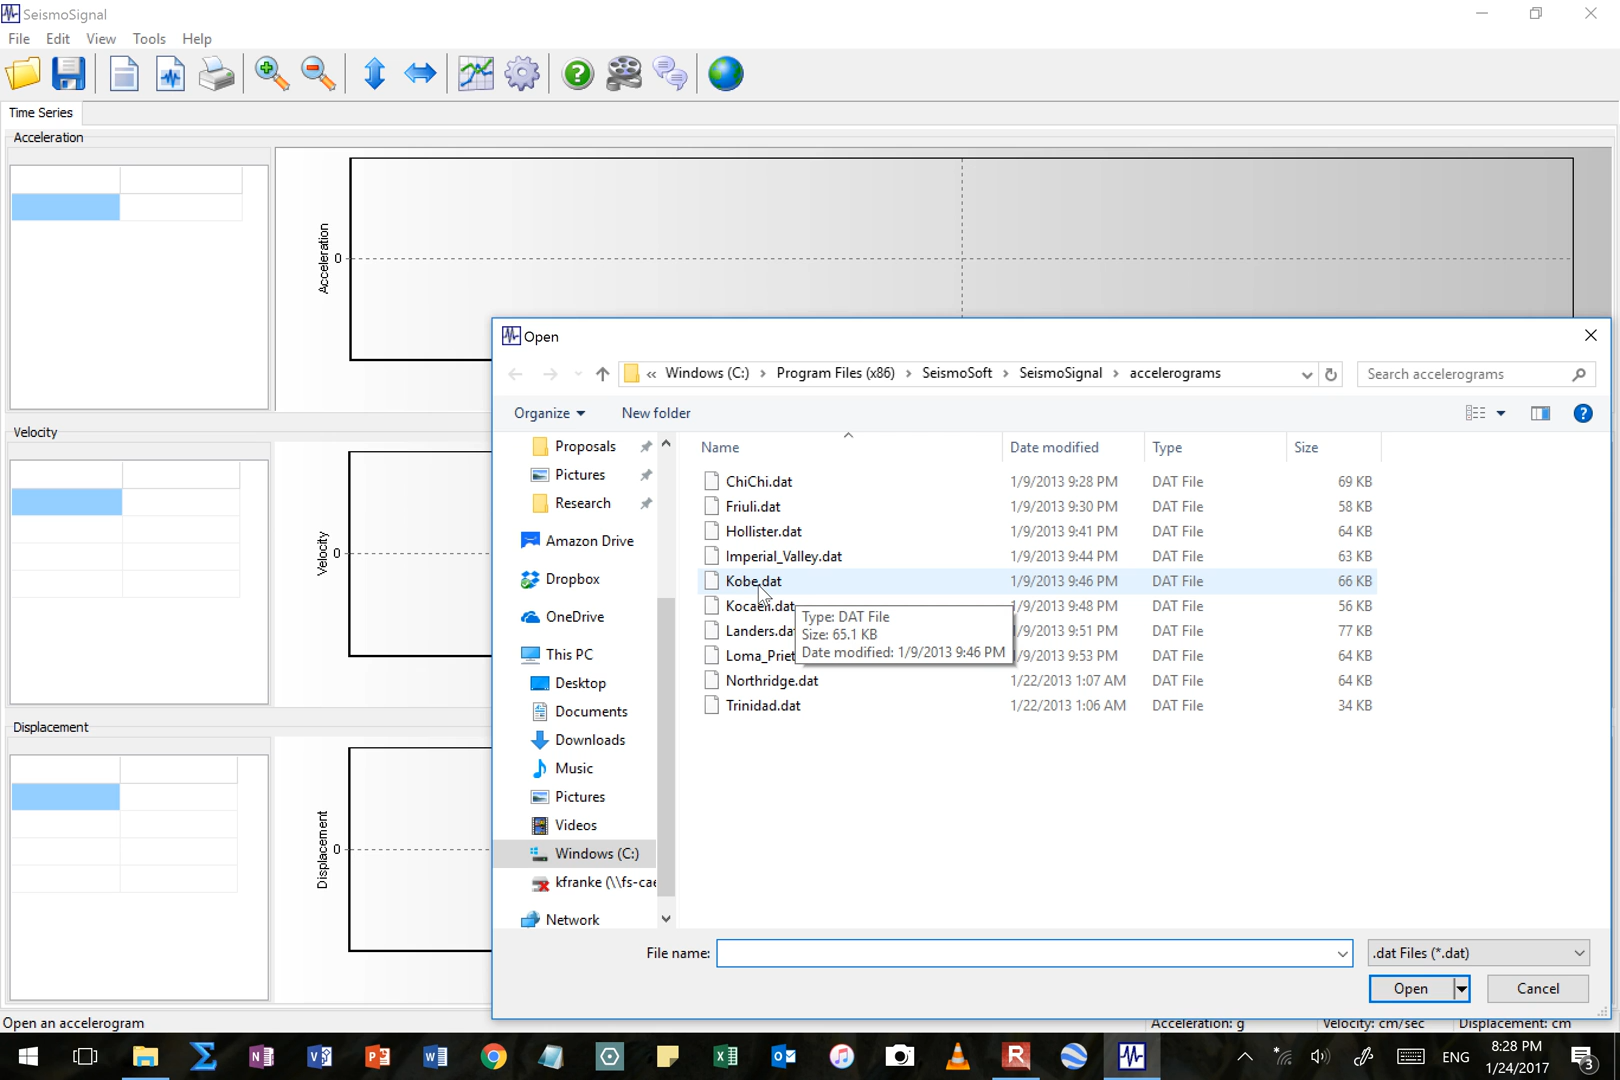 SeismoSignal
File Edit View Tools Help
Time Series
Acceleration
Acceleration
0
Velocity
Velocity
0
Displacement
Displacement
0
Open
« Windows (C:) › Program Files (x86) › SeismoSoft › SeismoSignal › accelerograms
Search accelerograms
Organize New folder
Proposals
Pictures
Research
Amazon Drive
Dropbox
OneDrive
This PC
Desktop
Documents
Downloads
Music
Pictures
Videos
Windows (C:)
kfranke (\\fs-cae
Network
Name Date modified Type Size
ChiChi.dat 1/9/2013 9:28 PM DAT File 69 KB
Friuli.dat 1/9/2013 9:30 PM DAT File 58 KB
Hollister.dat 1/9/2013 9:41 PM DAT File 64 KB
Imperial_Valley.dat 1/9/2013 9:44 PM DAT File 63 KB
Kobe.dat 1/9/2013 9:46 PM DAT File 66 KB
Kocaeli.dat 1/9/2013 9:48 PM DAT File 56 KB
Landers.dat 1/9/2013 9:51 PM DAT File 77 KB
Loma_Priet 1/9/2013 9:53 PM DAT File 64 KB
Northridge.dat 1/22/2013 1:07 AM DAT File 64 KB
Trinidad.dat 1/22/2013 1:06 AM DAT File 34 KB
Type: DAT File
Size: 65.1 KB
Date modified: 1/9/2013 9:46 PM
File name: .dat Files (*.dat)
Open Cancel
Open an accelerogram Acceleration: g Velocity: cm/sec Displacement: cm
ENG 8:28 PM
1/24/2017
3